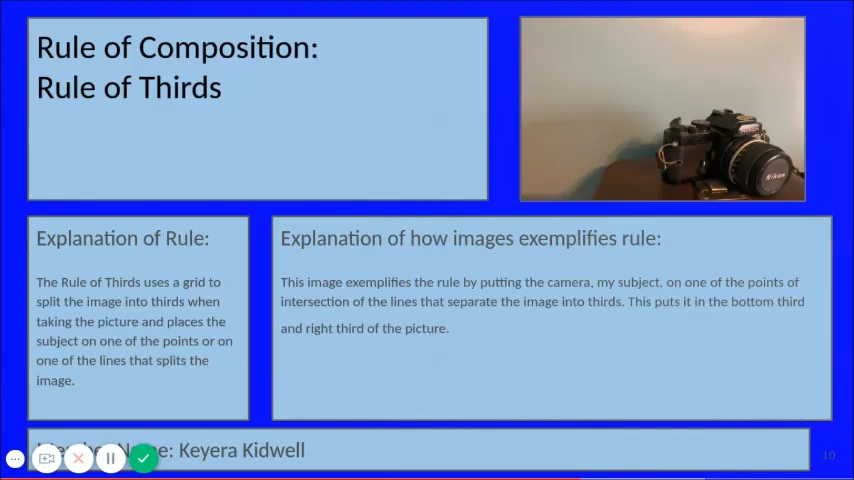 Rule of Composition:
Rule of Thirds
Nikon
Explanation of Rule:
The Rule of Thirds uses a grid to
split the image into thirds when
taking the picture and places the
subject on one of the points or on
one of the lines that splits the
image.
Explanation of how images exemplifies rule:
This image exemplifies the rule by putting the camera, my subject, on one of the points of
intersection of the lines that separate the image into thirds. This puts it in the bottom third
and right third of the picture.
Keyera Kidwell
10